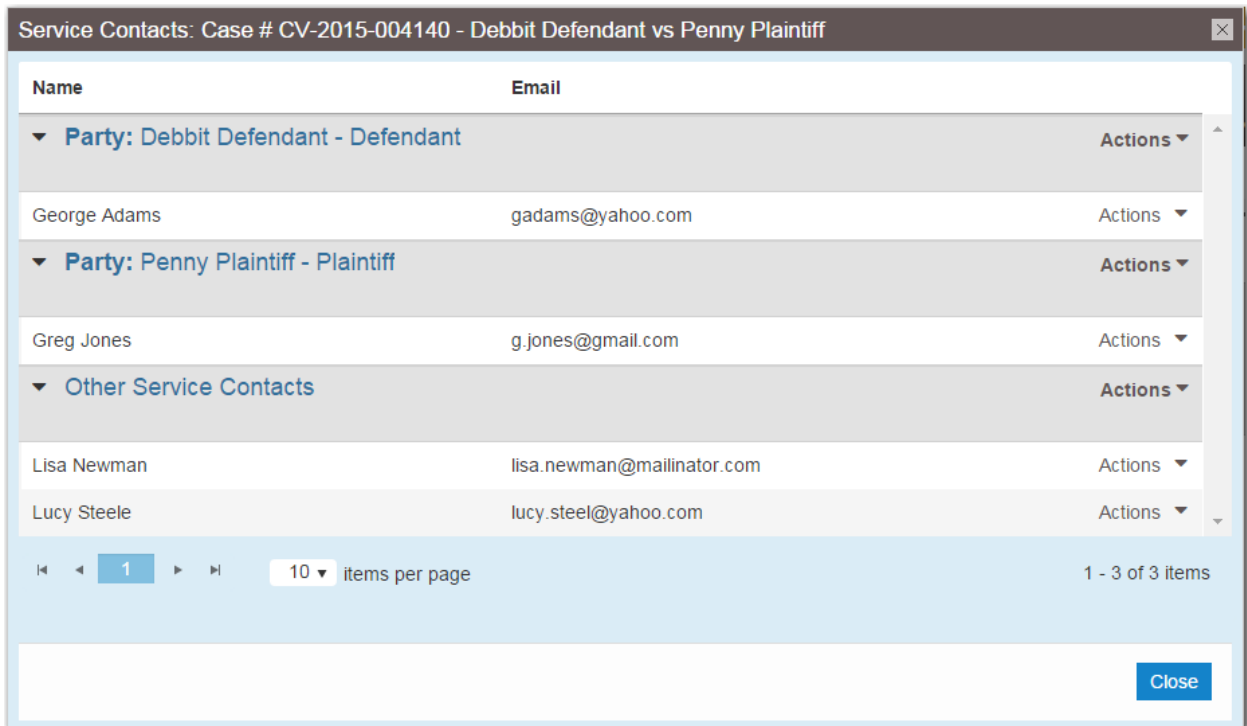 Service Contacts: Case # CV-2015-004140 - Debbit Defendant vs Penny Plaintiff
Name Email
Party: Debbit Defendant - Defendant Actions
George Adams gadams@yahoo.com Actions
Party: Penny Plaintiff - Plaintiff Actions
Greg Jones g.jones@gmail.com Actions
Other Service Contacts Actions
Lisa Newman lisa.newman@mailinator.com Actions
Lucy Steele lucy.steel@yahoo.com Actions
1 10 items per page 1 - 3 of 3 items
Close